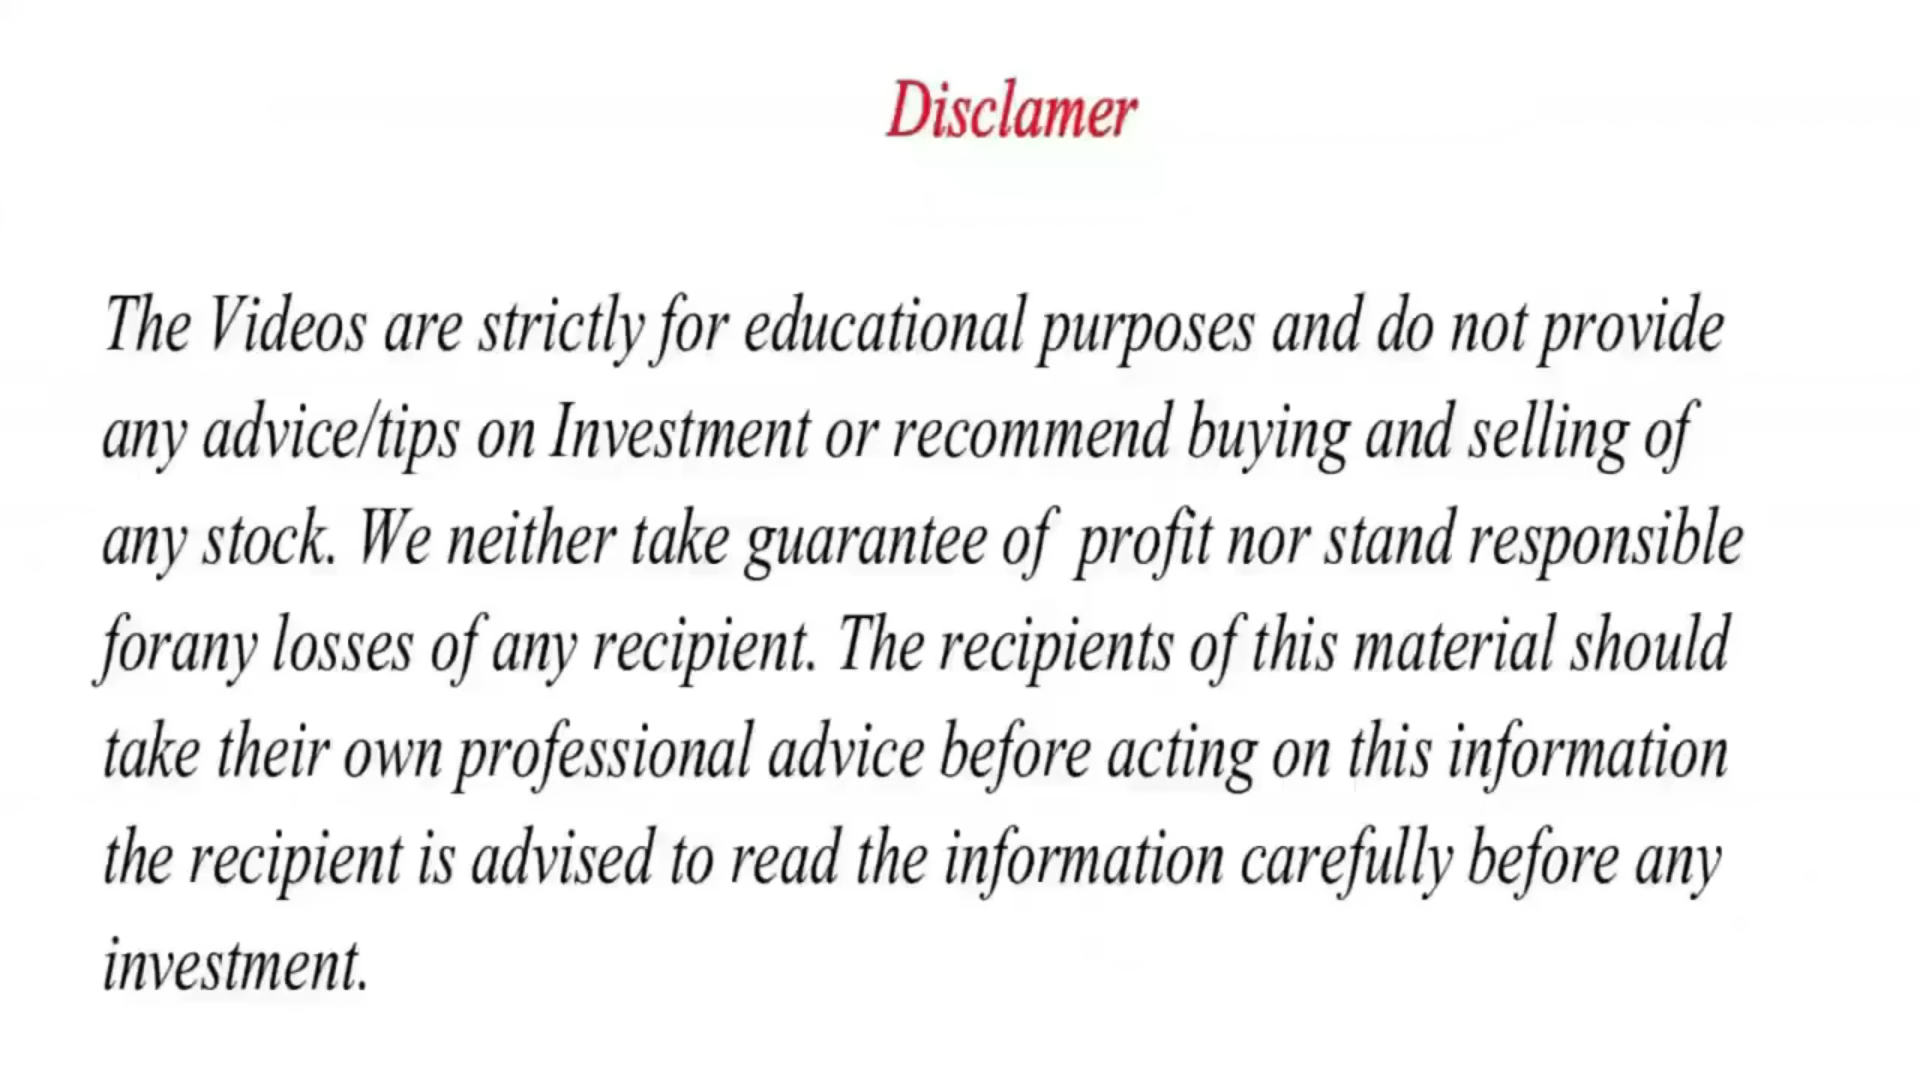 Disclamer
The Videos are strictly for educational purposes and do not provide
any advice/tips on Investment or recommend buying and selling of
any stock. We neither take guarantee of profit nor stand responsible
forany losses of any recipient. The recipients of this material should
take their own professional advice before acting on this information
the recipient is advised to read the information carefully before any
investment.